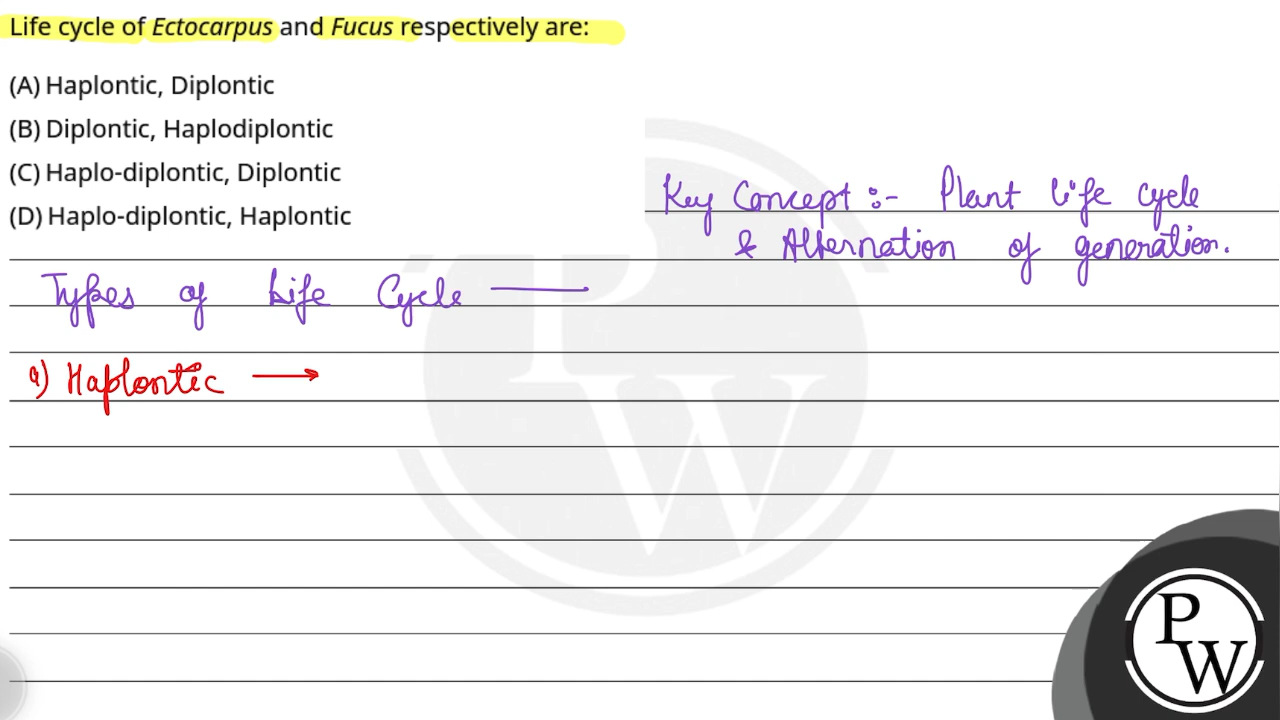 Life cycle of Ectocarpus and Fucus respectively are:
(A) Haplontic, Diplontic
(B) Diplontic, Haplodiplontic
(C) Haplo-diplontic, Diplontic
(D) Haplo-diplontic, Haplontic
Key Concept :- Plant life cycle
& Alternation of generation.
Types of Life Cycle —
a) Haplontic →
PW
PW